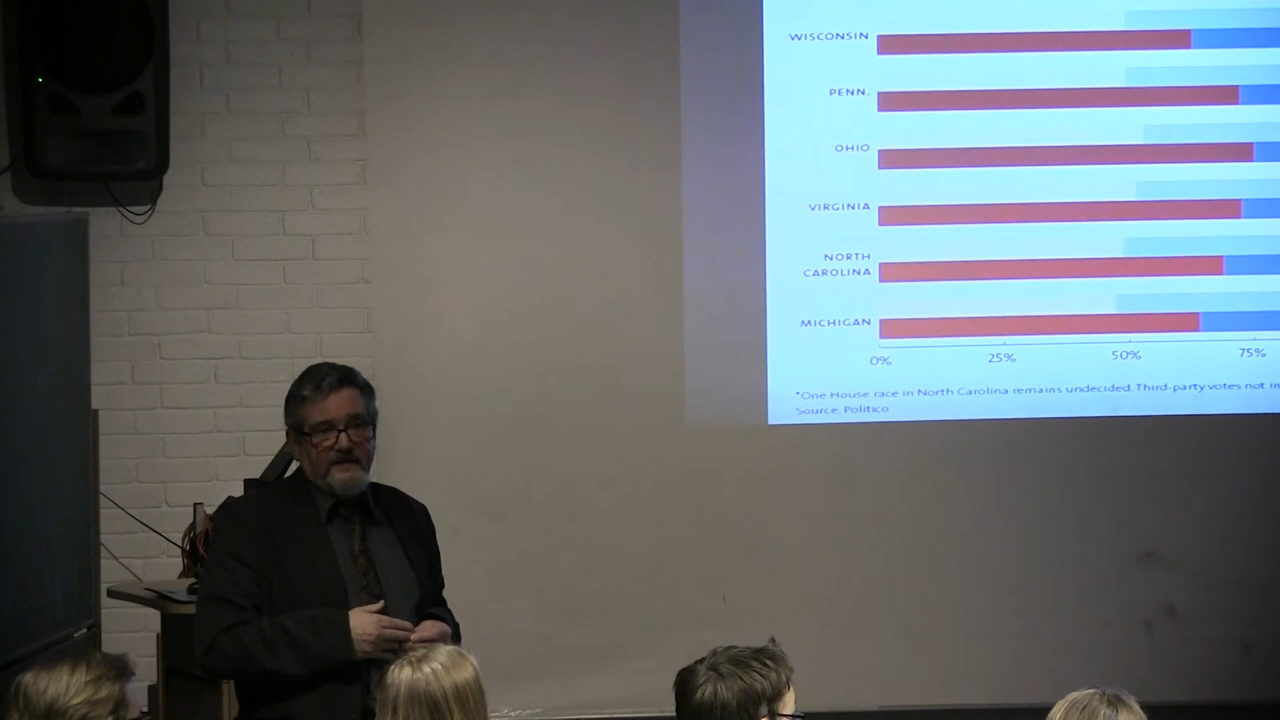 WISCONSIN
PENN.
OHIO
VIRGINIA
NORTH
CAROLINA
MICHIGAN
0% 25% 50% 75%
*One House race in North Carolina remains undecided. Third-party votes not in
Source: Politico